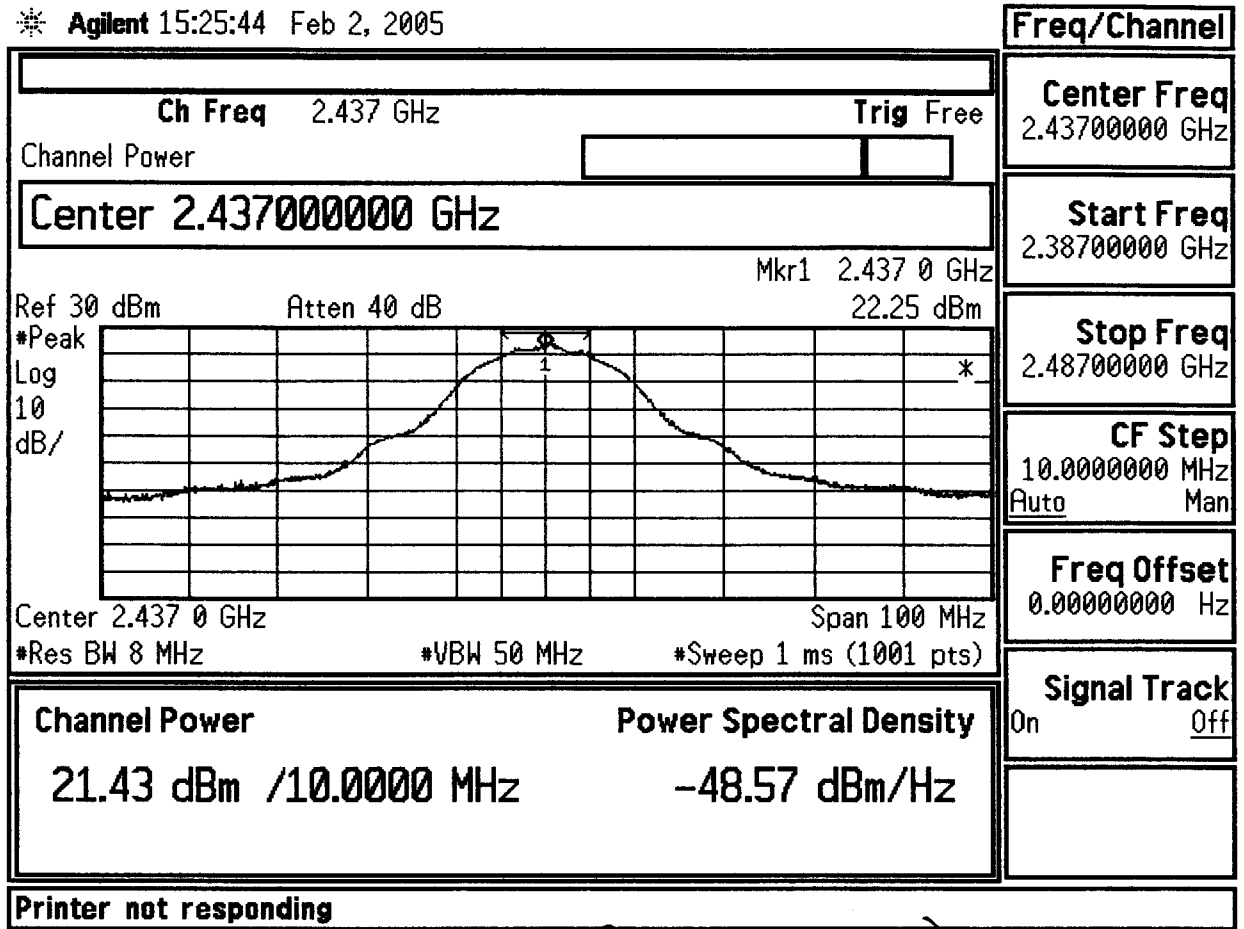 Agilent 15:25:44 Feb 2, 2005
Ch Freq 2.437 GHz
Trig Free
Channel Power
Center 2.437000000 GHz
Mkr1 2.437 0 GHz
Ref 30 dBm
Atten 40 dB
22.25 dBm
#Peak
Log
10
dB/
1
*
Center 2.437 0 GHz
Span 100 MHz
#Res BW 8 MHz
#VBW 50 MHz
#Sweep 1 ms (1001 pts)
Channel Power
Power Spectral Density
21.43 dBm /10.0000 MHz
-48.57 dBm/Hz
Printer not responding
Freq/Channel
Center Freq
2.43700000 GHz
Start Freq
2.38700000 GHz
Stop Freq
2.48700000 GHz
CF Step
10.0000000 MHz
Auto Man
Freq Offset
0.00000000 Hz
Signal Track
On Off